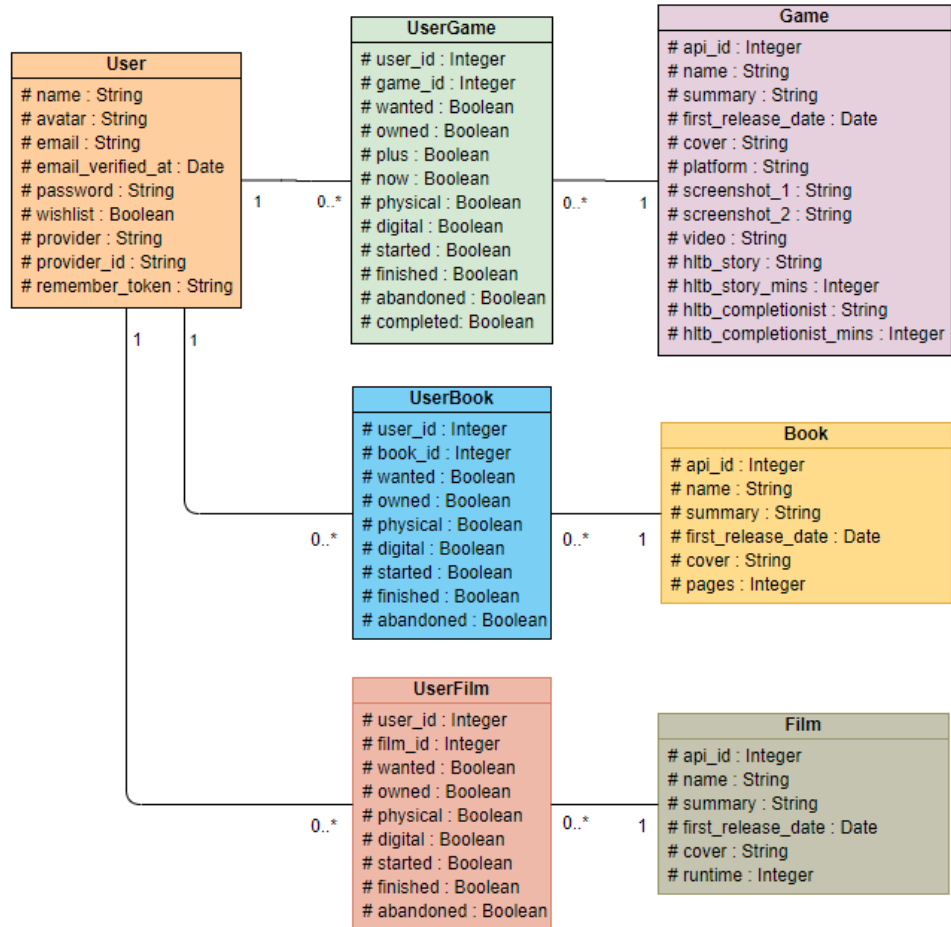 User
# name : String
# avatar : String
# email : String
# email_verified_at : Date
# password : String
# wishlist : Boolean
# provider : String
# provider_id : String
# remember_token : String
1
0..*
UserGame
# user_id : Integer
# game_id : Integer
# wanted : Boolean
# owned : Boolean
# plus : Boolean
# now : Boolean
# physical : Boolean
# digital : Boolean
# started : Boolean
# finished : Boolean
# abandoned : Boolean
# completed: Boolean
0..*
1
Game
# api_id : Integer
# name : String
# summary : String
# first_release_date : Date
# cover : String
# platform : String
# screenshot_1 : String
# screenshot_2 : String
# video : String
# hltb_story : String
# hltb_story_mins : Integer
# hltb_completionist : String
# hltb_completionist_mins : Integer
1
1
0..*
UserBook
# user_id : Integer
# book_id : Integer
# wanted : Boolean
# owned : Boolean
# physical : Boolean
# digital : Boolean
# started : Boolean
# finished : Boolean
# abandoned : Boolean
0..*
1
Book
# api_id : Integer
# name : String
# summary : String
# first_release_date : Date
# cover : String
# pages : Integer
0..*
UserFilm
# user_id : Integer
# film_id : Integer
# wanted : Boolean
# owned : Boolean
# physical : Boolean
# digital : Boolean
# started : Boolean
# finished : Boolean
# abandoned : Boolean
0..*
1
Film
# api_id : Integer
# name : String
# summary : String
# first_release_date : Date
# cover : String
# runtime : Integer